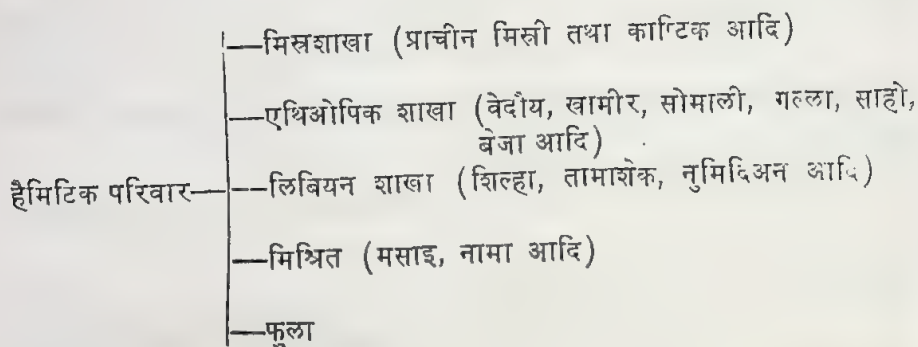 मिस्रशाखा (प्राचीन मिस्री तथा काप्टिक आदि)
एथिओपिक शाखा (वेदौय, खामीर, सोमाली, गल्ला, साहो,
बेजा आदि)
हैमिटिक परिवार
लिबियन शाखा (शिल्हा, तामाशेक, नुमिदिअन आदि)
मिश्रित (मसाइ, नामा आदि)
फुला